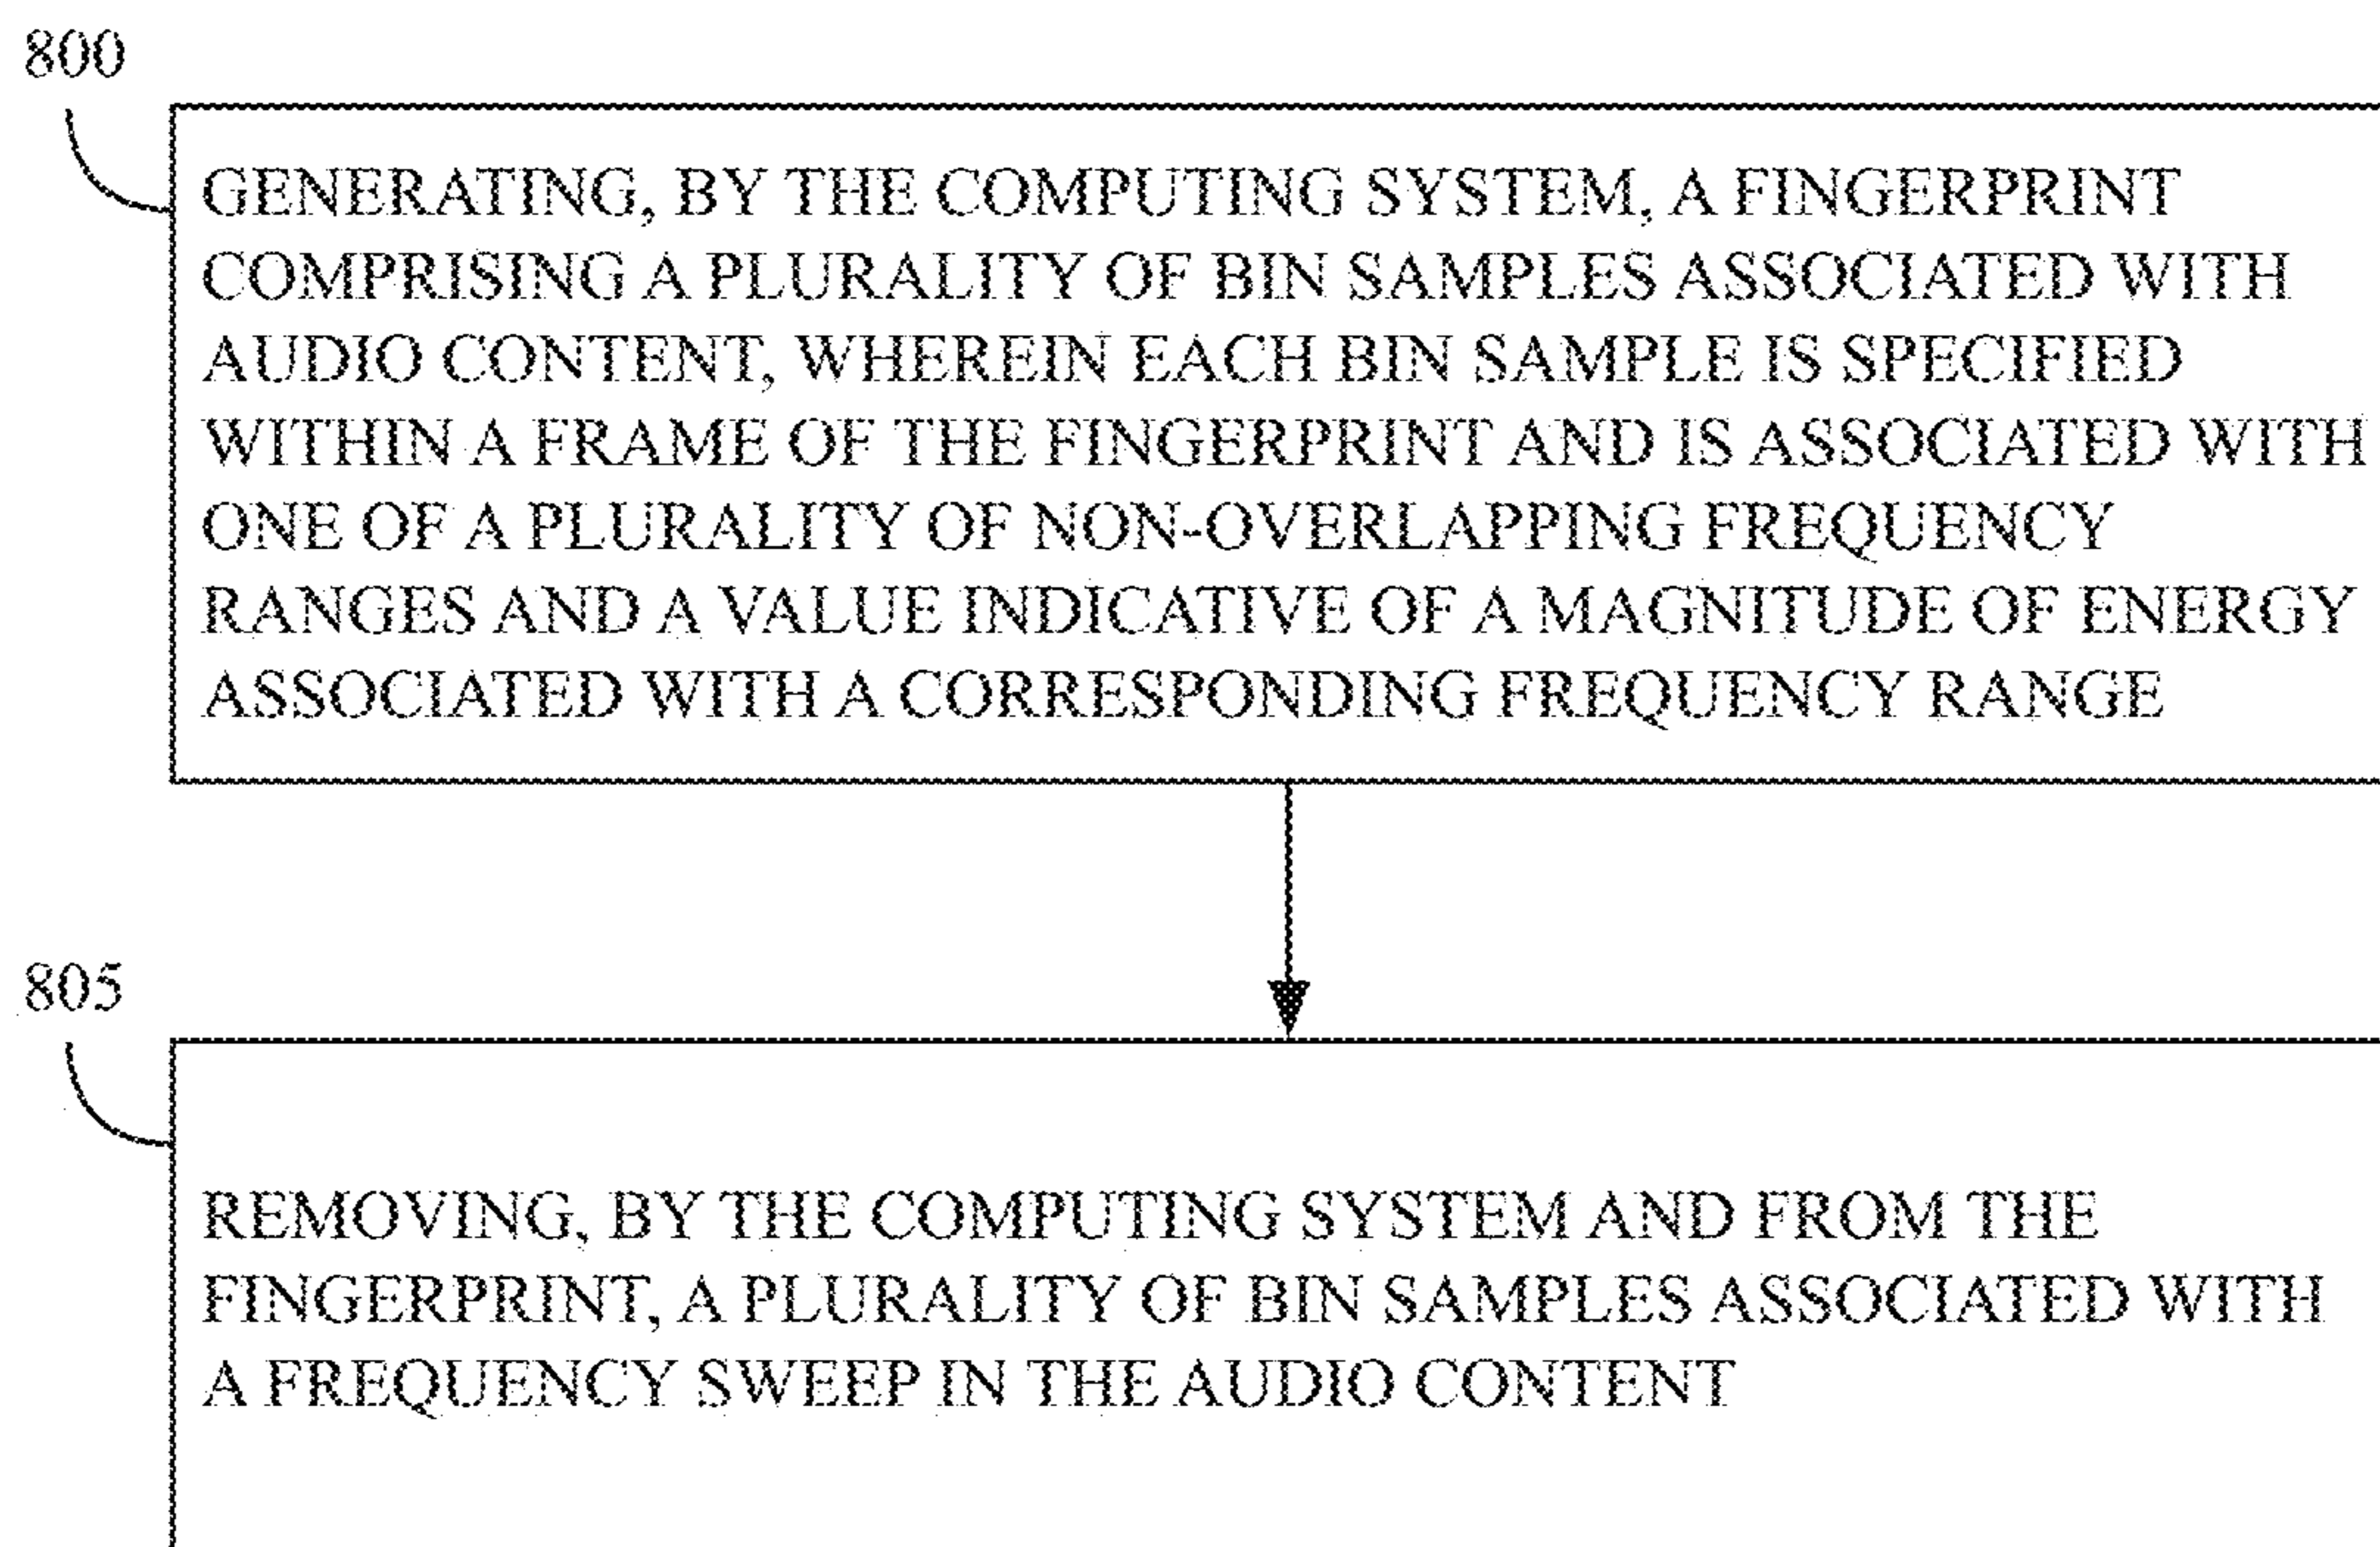 800
GENERATING, BY THE COMPUTING SYSTEM, A FINGERPRINT
COMPRISING A PLURALITY OF BIN SAMPLES ASSOCIATED WITH
AUDIO CONTENT, WHEREIN EACH BIN SAMPLE IS SPECIFIED
WITHIN A FRAME OF THE FINGERPRINT AND IS ASSOCIATED WITH
ONE OF A PLURALITY OF NON-OVERLAPPING FREQUENCY
RANGES AND A VALUE INDICATIVE OF A MAGNITUDE OF ENERGY
ASSOCIATED WITH A CORRESPONDING FREQUENCY RANGE
805
REMOVING, BY THE COMPUTING SYSTEM AND FROM THE
FINGERPRINT, A PLURALITY OF BIN SAMPLES ASSOCIATED WITH
A FREQUENCY SWEEP IN THE AUDIO CONTENT